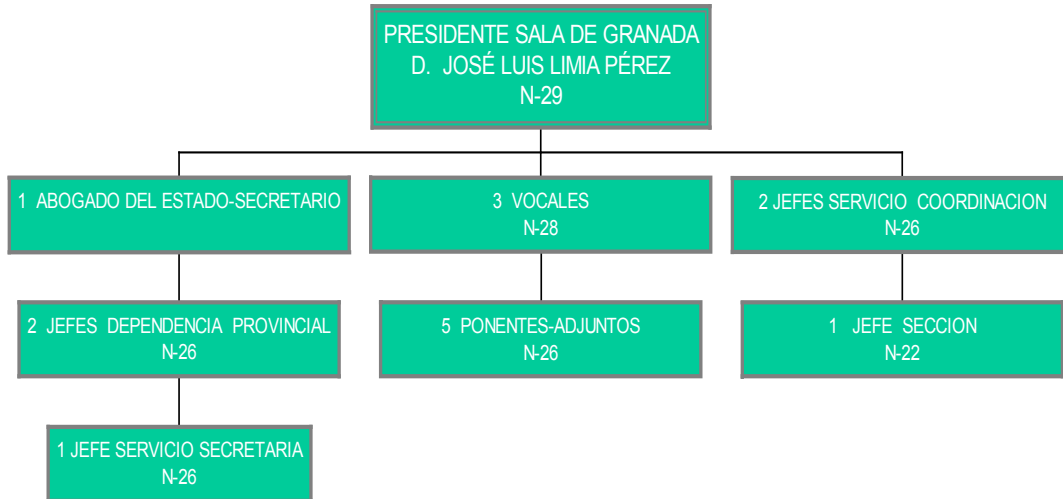 PRESIDENTE SALA DE GRANADA
D. JOSÉ LUIS LIMIA PÉREZ
N-29
1 ABOGADO DEL ESTADO-SECRETARIO
3 VOCALES
N-28
2 JEFES SERVICIO COORDINACION
N-26
2 JEFES DEPENDENCIA PROVINCIAL
N-26
5 PONENTES-ADJUNTOS
N-26
1 JEFE SECCION
N-22
1 JEFE SERVICIO SECRETARIA
N-26